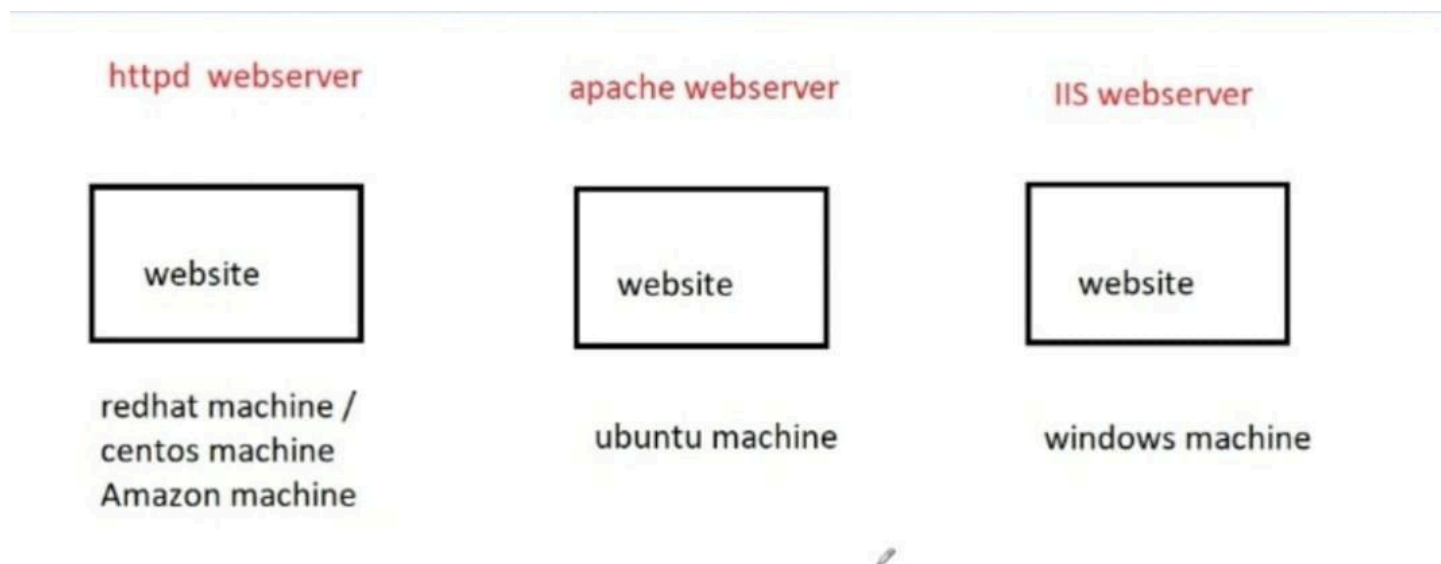 httpd webserver
apache webserver
IIS webserver
website
website
website
redhat machine /
centos machine
Amazon machine
ubuntu machine
windows machine